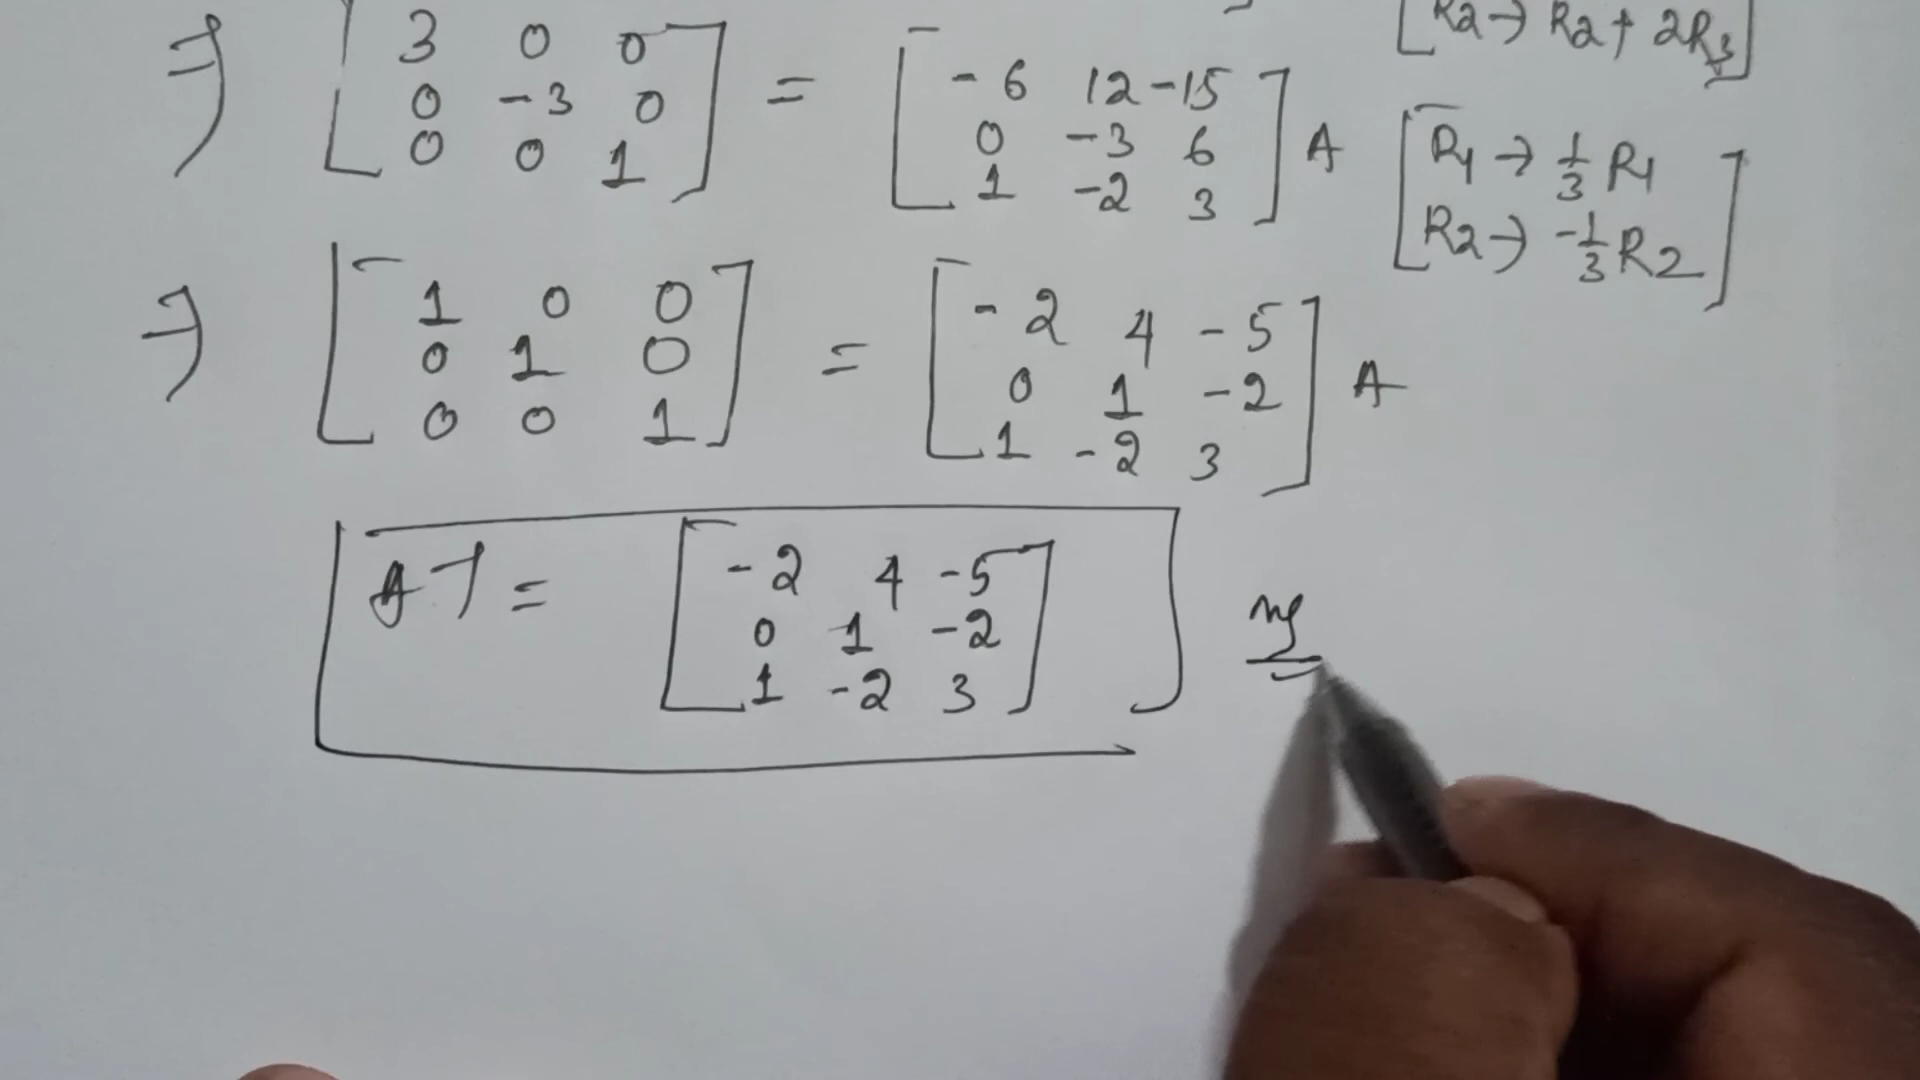 [R2→ R2+ 2R3]
⇒ [3 0 0 = [-6 12 -15
0 -3 0 0 -3 6 A
0 0 1] 1 -2 3]
[R1 → 1/3 R1
R2→ -1/3 R2]
⇒ [1 0 0 = [-2 4 -5
0 1 0 0 1 -2 A
0 0 1] 1 -2 3]
A-1 = [-2 4 -5
0 1 -2
1 -2 3]